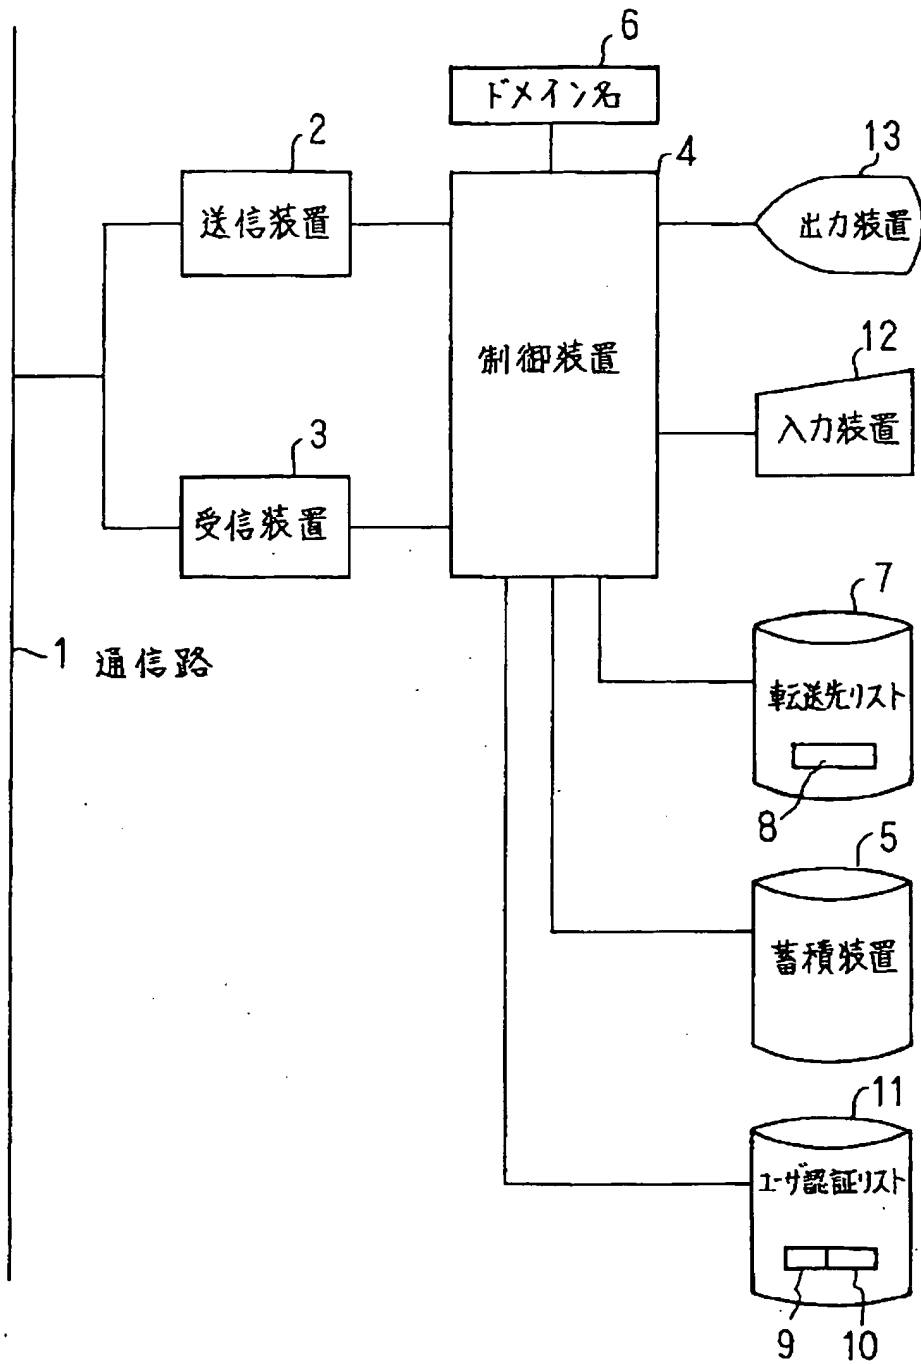 6
ドメイン名
2
送信装置
4
制御装置
13
出力装置
12
入力装置
3
受信装置
1 通信路
7
転送先リスト
8
5
蓄積装置
11
ユーザ認証リスト
9 10